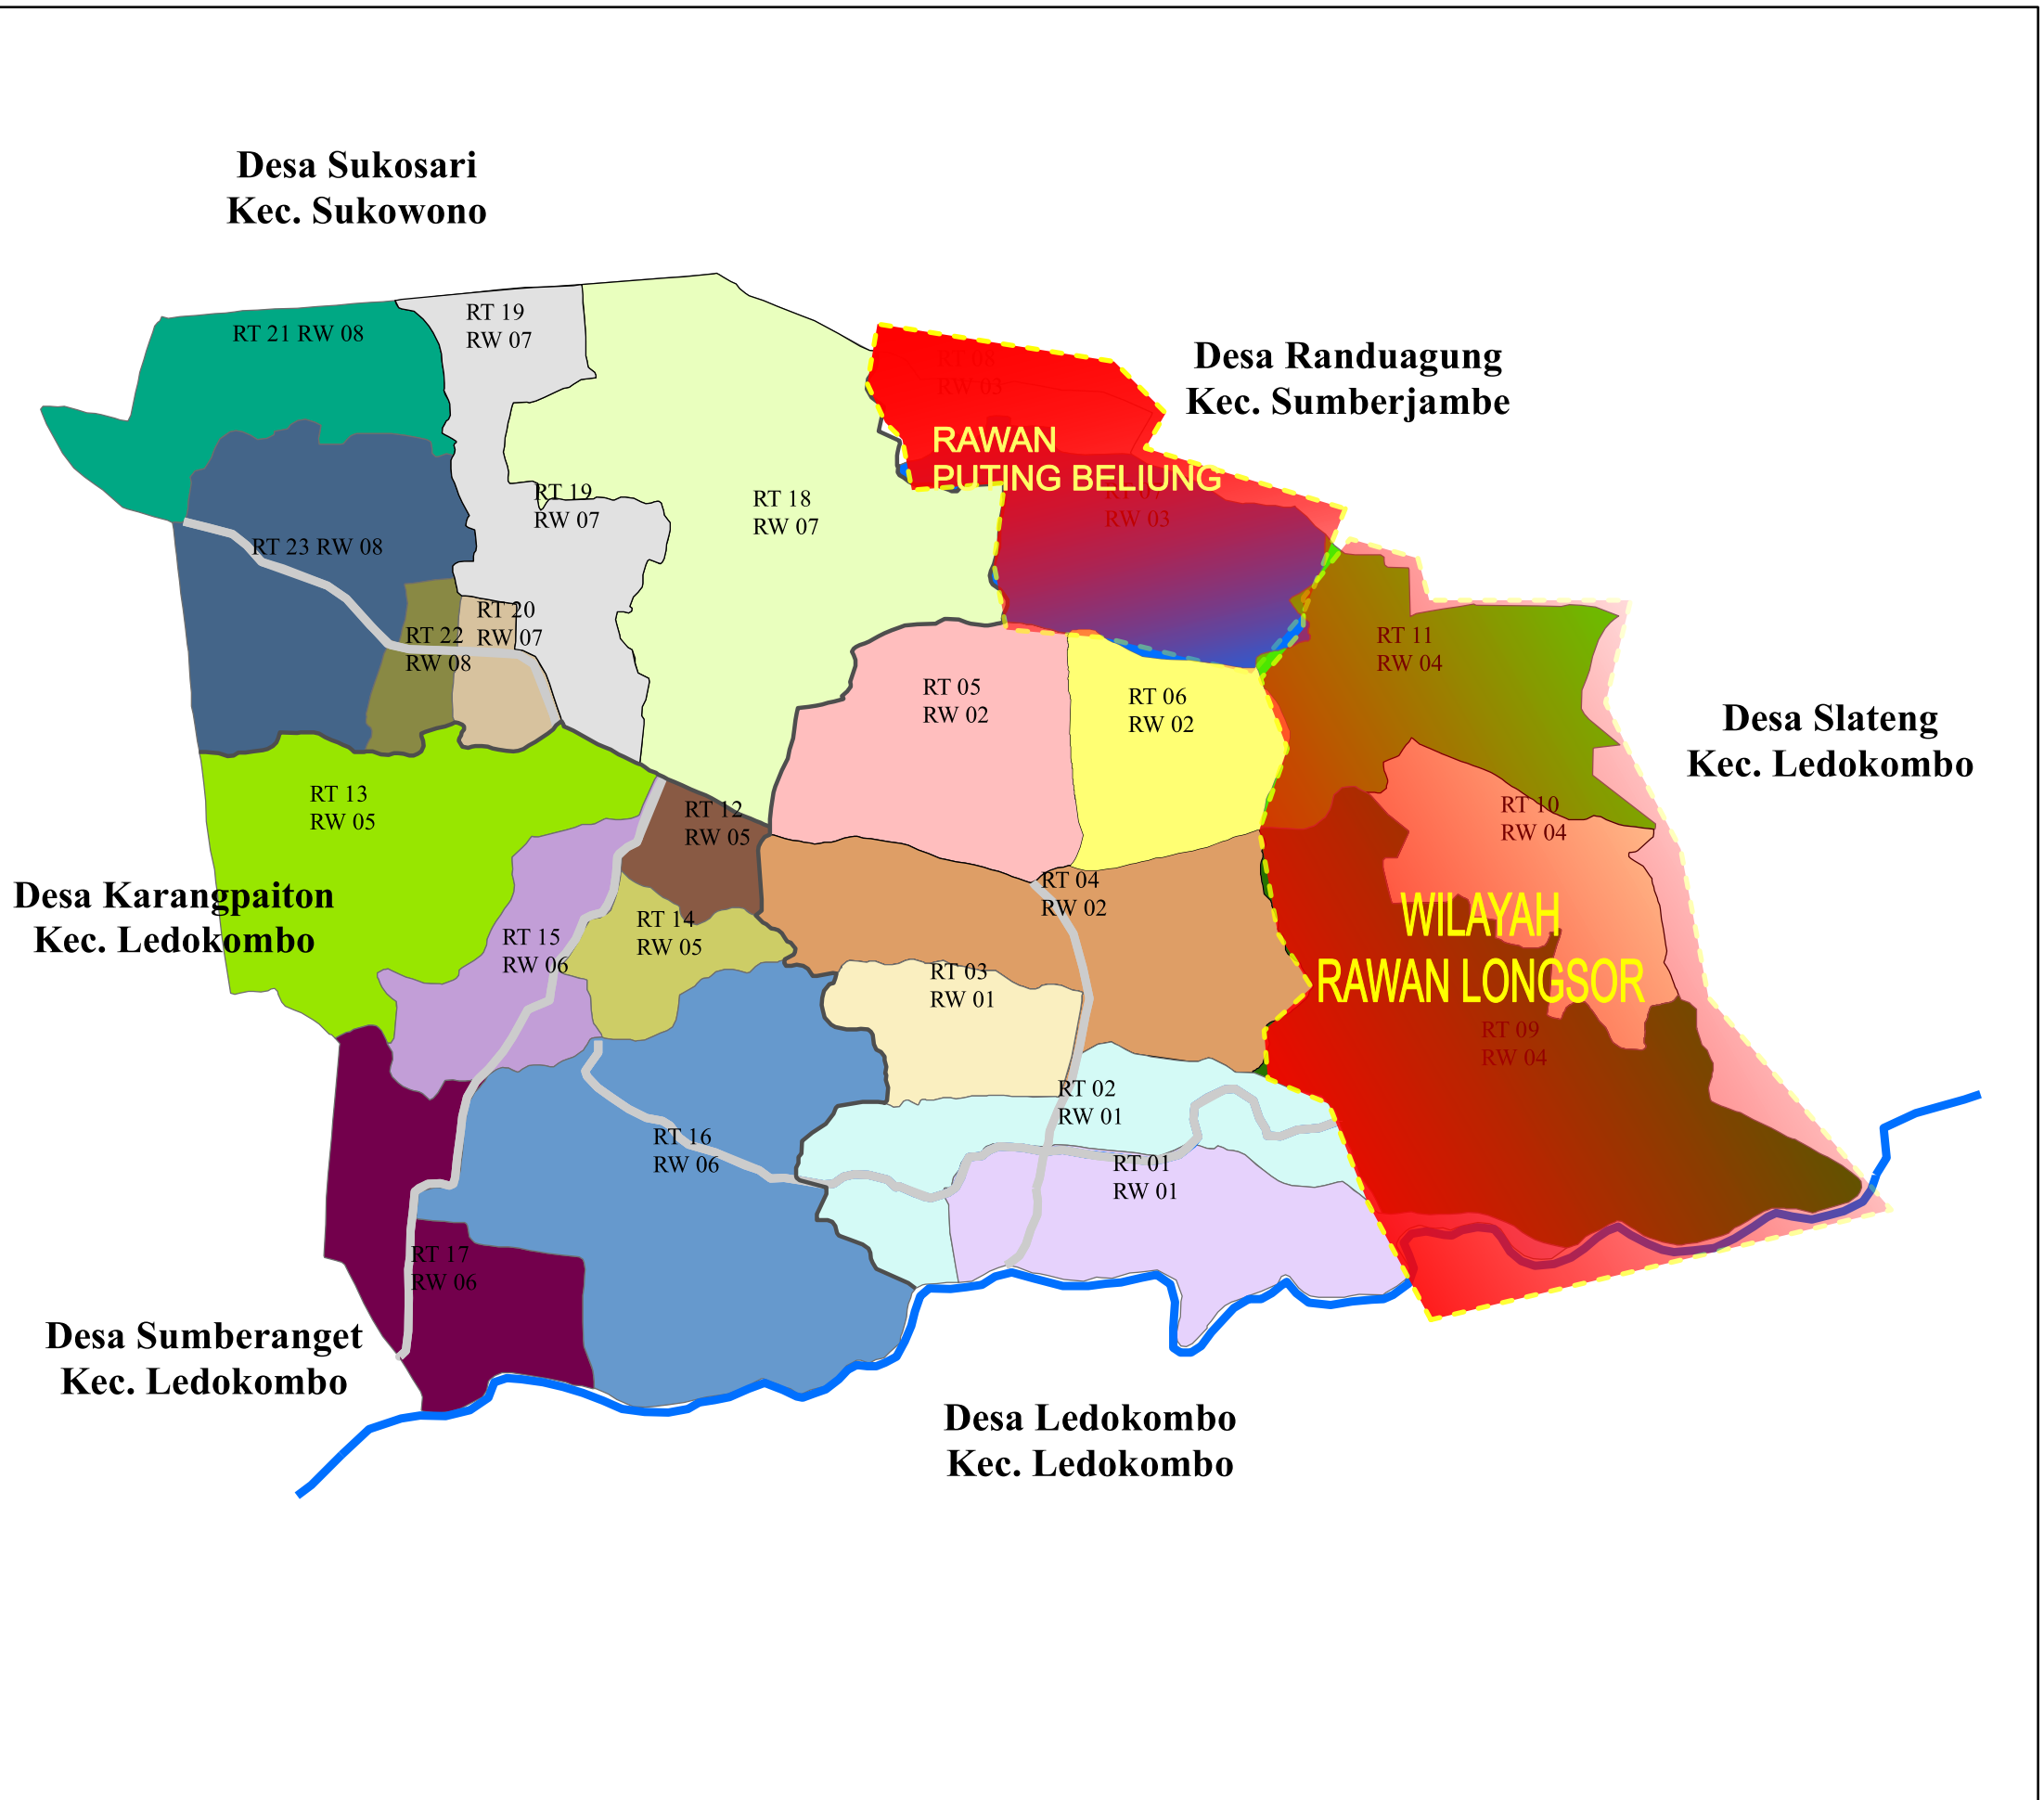 Desa Sukosari
Kec. Sukowono
RT 19
RW 07
RT 21 RW 08
RT 08
RW 03
Desa Randuagung
Kec. Sumberjambe
RAWAN
PUTING BELIUNG
RT 19
RW 07
RT 18
RW 07
RT 07
RW 03
RT 23 RW 08
RT 20
RW 07
RT 22
RW 08
RT 11
RW 04
RT 05
RW 02
RT 06
RW 02
Desa Slateng
Kec. Ledokombo
RT 13
RW 05
RT 12
RW 05
RT 10
RW 04
Desa Karangpaiton
Kec. Ledokombo
RT 04
RW 02
RT 14
RW 05
RT 15
RW 06
WILAYAH
RAWAN LONGSOR
RT 03
RW 01
RT 09
RW 04
RT 02
RW 01
RT 16
RW 06
RT 01
RW 01
RT 17
RW 06
Desa Sumberanget
Kec. Ledokombo
Desa Ledokombo
Kec. Ledokombo